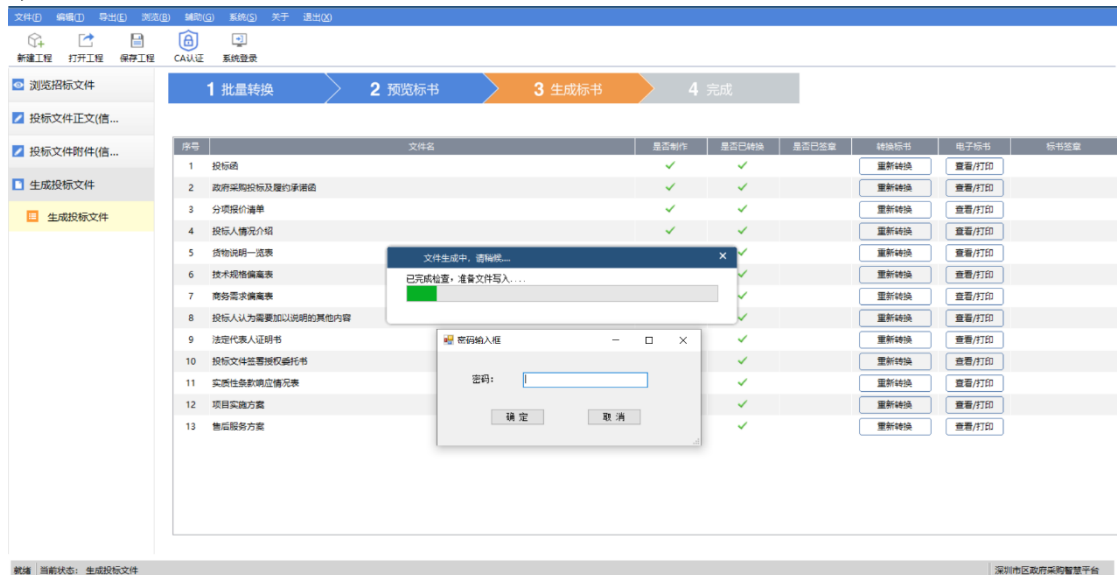 文件(F) 编辑(T) 导出(E) 浏览(B) 辅助(G) 系统(S) 关于 退出(X)
新建工程 打开工程 保存工程 CA认证 系统登录
浏览招标文件
1 批量转换 2 预览标书 3 生成标书 4 完成
投标文件正文(信...
投标文件附件(信...
生成投标文件
生成投标文件
序号 文件名 是否制作 是否已转换 是否已签章 转换标书 电子标书 标书签章
1 投标函 重新转换 查看/打印
2 政府采购投标及履约承诺函 重新转换 查看/打印
3 分项报价清单 重新转换 查看/打印
4 投标人情况介绍 重新转换 查看/打印
5 货物说明一览表 重新转换 查看/打印
6 技术规格偏离表 重新转换 查看/打印
7 商务需求偏离表 重新转换 查看/打印
8 投标人认为需要加以说明的其他内容 重新转换 查看/打印
9 法定代表人证明书 重新转换 查看/打印
10 投标文件签署授权委托书 重新转换 查看/打印
11 实质性条款响应情况表 重新转换 查看/打印
12 项目实施方案 重新转换 查看/打印
13 售后服务方案 重新转换 查看/打印
文件生成中，请稍候....
已完成检查，准备文件写入....
密码输入框
密码：
确 定 取 消
就绪 当前状态： 生成投标文件 深圳市区政府采购智慧平台